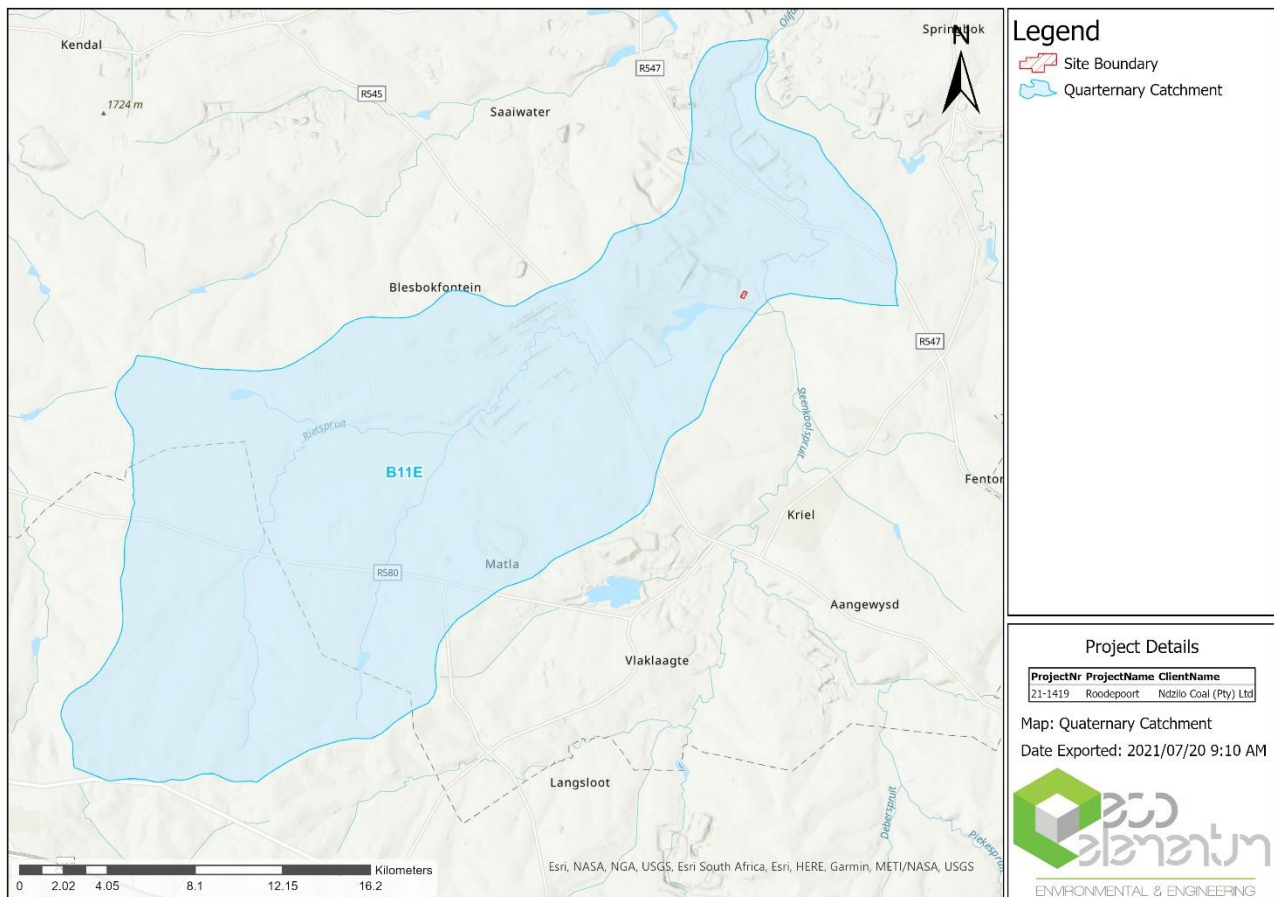 Kendal
1724 m
R545
Saaiwater
R547
Springbok
N
Blesbokfontein
R547
Rietspruit
Steenkoolspruit
B11E
Fenton
Kriel
Matla
R580
Aangewysd
Vlaklaagte
Langsloot
Debeerspruit
Piekespruit
Kilometers
0 2.02 4.05 8.1 12.15 16.2
Esri, NASA, NGA, USGS, Esri South Africa, Esri, HERE, Garmin, METI/NASA, USGS
Legend
Site Boundary
Quarternary Catchment
Project Details
ProjectNr ProjectName ClientName
21-1419 Roodepoort Ndzilo Coal (Pty) Ltd
Map: Quaternary Catchment
Date Exported: 2021/07/20 9:10 AM
eco
elementum
ENVIRONMENTAL & ENGINEERING